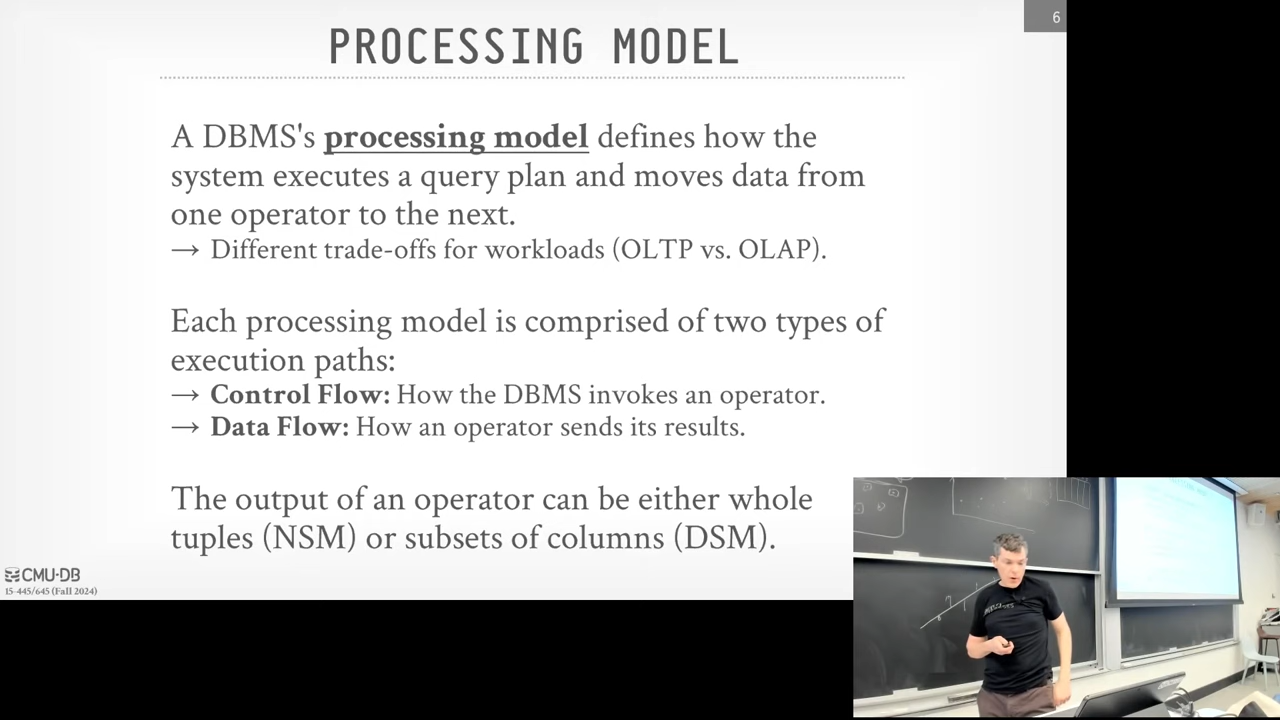 6
PROCESSING MODEL
A DBMS's processing model defines how the
system executes a query plan and moves data from
one operator to the next.
→ Different trade-offs for workloads (OLTP vs. OLAP).
Each processing model is comprised of two types of
execution paths:
→ Control Flow: How the DBMS invokes an operator.
→ Data Flow: How an operator sends its results.
The output of an operator can be either whole
tuples (NSM) or subsets of columns (DSM).
CMU·DB
15-445/645 (Fall 2024)